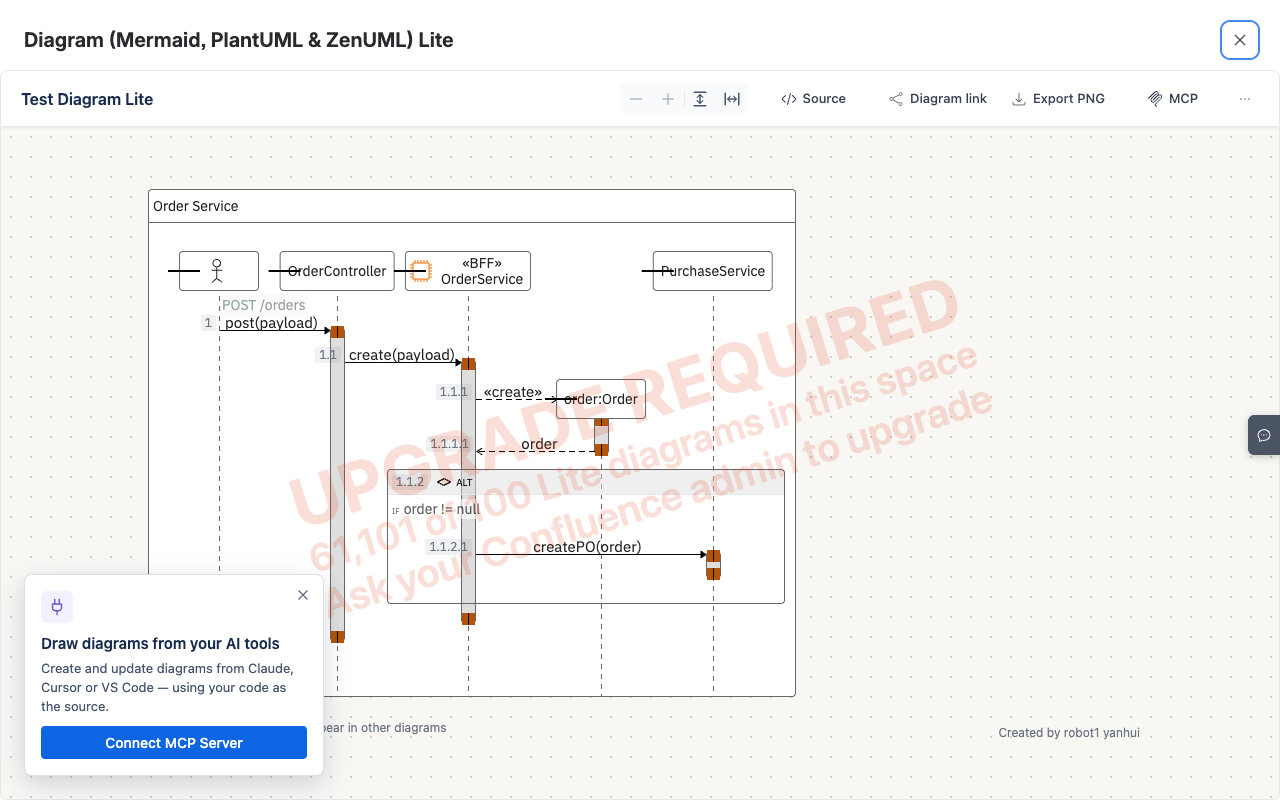 Diagram (Mermaid, PlantUML & ZenUML) Lite
Test Diagram Lite
Source
Diagram link
Export PNG
MCP
Order Service
OrderController
«BFF»
OrderService
PurchaseService
POST /orders
1 post(payload)
1.1 create(payload)
1.1.1 «create» order:Order
1.1.1.1 order
1.1.2 <> ALT
IF order != null
1.1.2.1 createPO(order)
UPGRADE REQUIRED
61,101 of 100 Lite diagrams in this space
Ask your Confluence admin to upgrade
Draw diagrams from your AI tools
Create and update diagrams from Claude,
Cursor or VS Code — using your code as
the source.
Connect MCP Server
in other diagrams
Created by robot1 yanhui